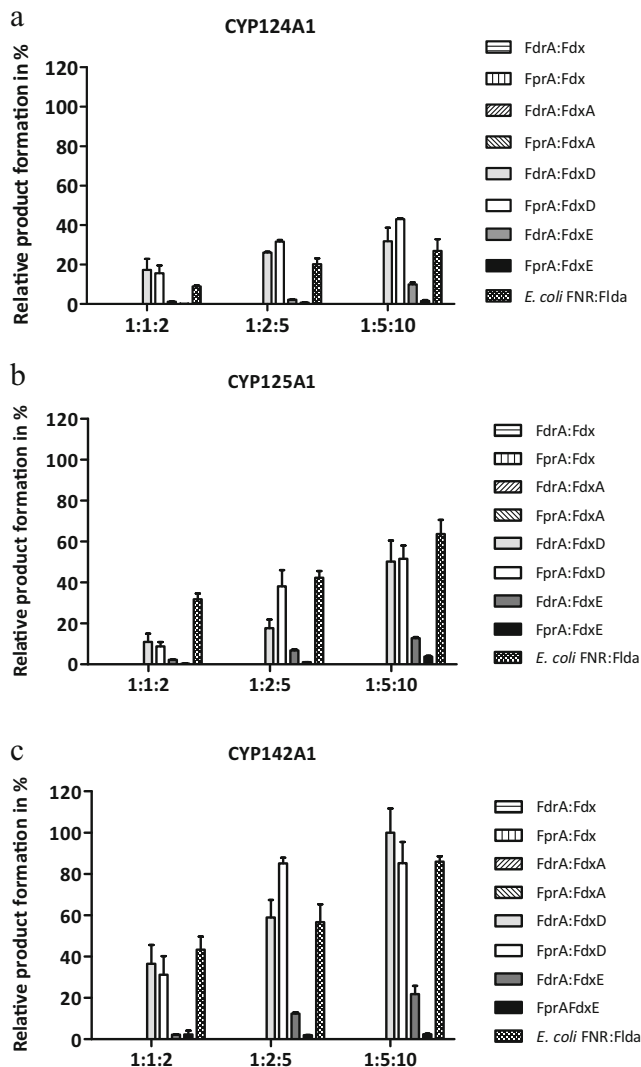 a
CYP124A1
Relative product formation in %
120
100
80
60
40
20
0
1:1:2
1:2:5
1:5:10
FdrA:Fdx
FprA:Fdx
FdrA:FdxA
FprA:FdxA
FdrA:FdxD
FprA:FdxD
FdrA:FdxE
FprA:FdxE
E. coli FNR:Flda
b
CYP125A1
Relative product formation in %
120
100
80
60
40
20
0
1:1:2
1:2:5
1:5:10
FdrA:Fdx
FprA:Fdx
FdrA:FdxA
FprA:FdxA
FdrA:FdxD
FprA:FdxD
FdrA:FdxE
FprA:FdxE
E. coli FNR:Flda
c
CYP142A1
Relative product formation in %
120
100
80
60
40
20
0
1:1:2
1:2:5
1:5:10
FdrA:Fdx
FprA:Fdx
FdrA:FdxA
FprA:FdxA
FdrA:FdxD
FprA:FdxD
FdrA:FdxE
FprAFdxE
E. coli FNR:Flda